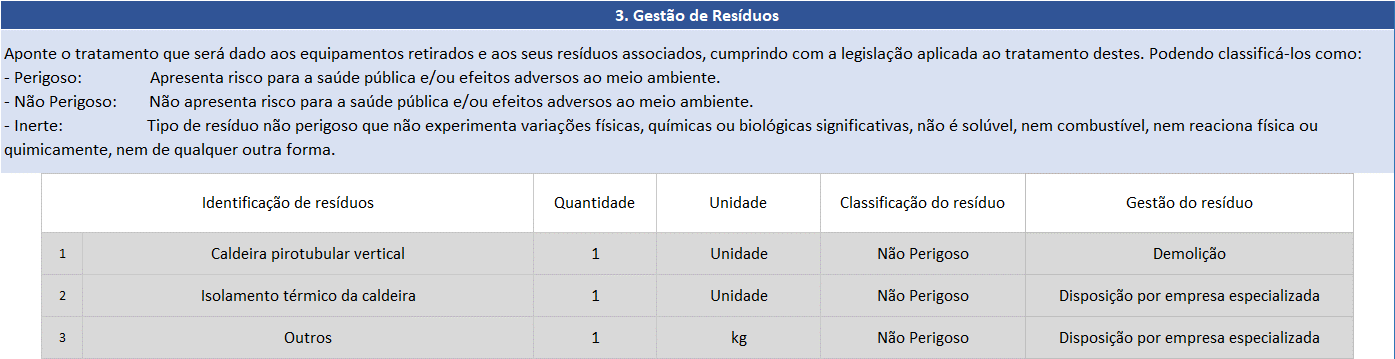 3. Gestão de Resíduos
Aponte o tratamento que será dado aos equipamentos retirados e aos seus resíduos associados, cumprindo com a legislação aplicada ao tratamento destes. Podendo classificá-los como:
- Perigoso: Apresenta risco para a saúde pública e/ou efeitos adversos ao meio ambiente.
- Não Perigoso: Não apresenta risco para a saúde pública e/ou efeitos adversos ao meio ambiente.
- Inerte: Tipo de resíduo não perigoso que não experimenta variações físicas, químicas ou biológicas significativas, não é solúvel, nem combustível, nem reaciona física ou
quimicamente, nem de qualquer outra forma.
Identificação de resíduos Quantidade Unidade Classificação do resíduo Gestão do resíduo
1 Caldeira pirotubular vertical 1 Unidade Não Perigoso Demolição
2 Isolamento térmico da caldeira 1 Unidade Não Perigoso Disposição por empresa especializada
3 Outros 1 kg Não Perigoso Disposição por empresa especializada